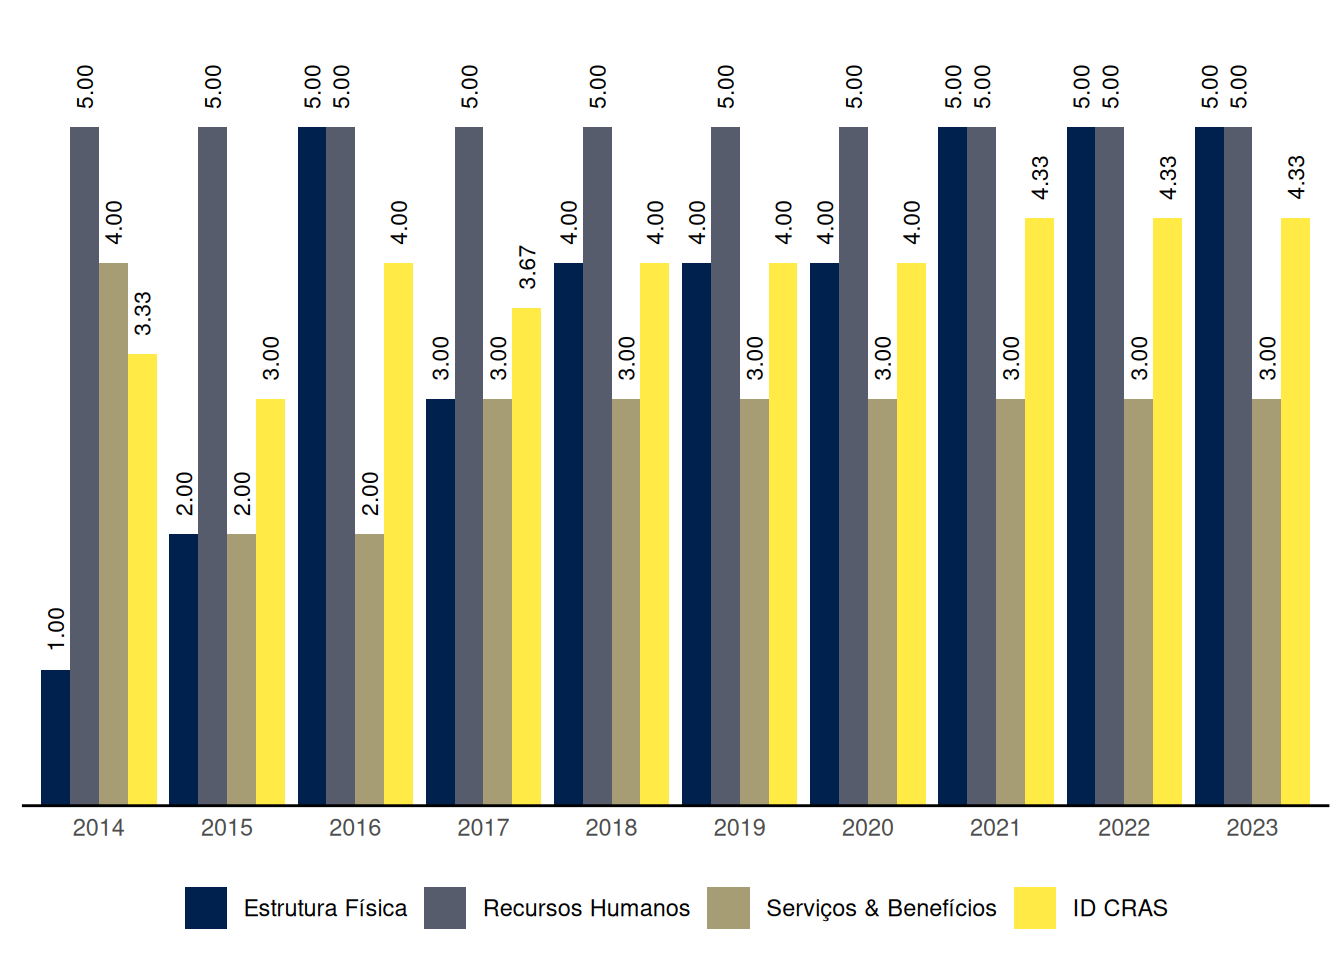 5.00 5.00 5.00 5.00 5.00 5.00 5.00 5.00 5.00 5.00 5.00 5.00 5.00 5.00
4.33 4.33 4.33
4.00 4.00 4.00 4.00 4.00 4.00 4.00 4.00
3.67
3.33
3.00 3.00 3.00 3.00 3.00 3.00 3.00 3.00 3.00
2.00 2.00 2.00
1.00
2014 2015 2016 2017 2018 2019 2020 2021 2022 2023
Estrutura Física Recursos Humanos Serviços & Benefícios ID CRAS